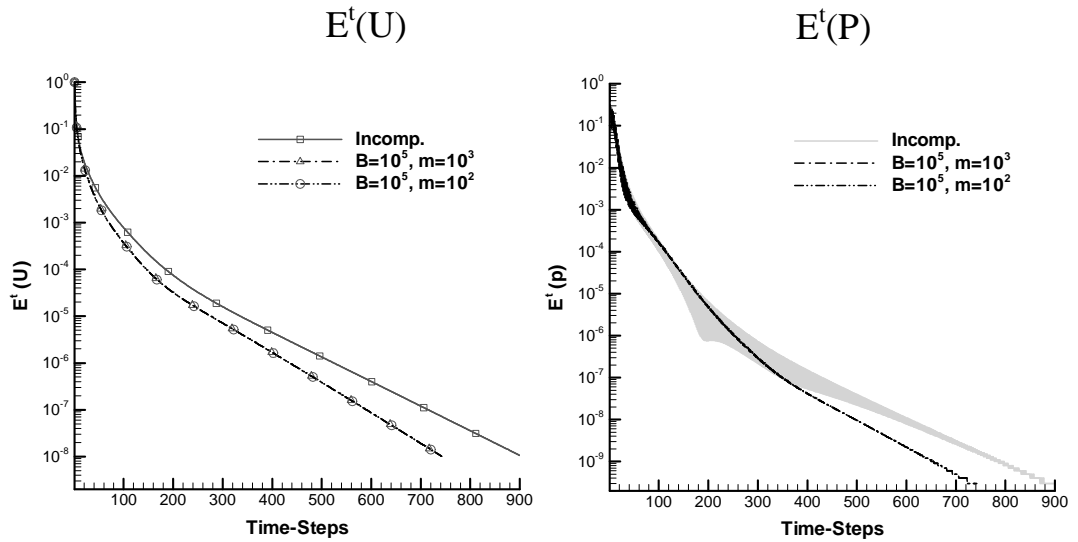 E^t(U)
E^t(P)
10^0
10^-1
10^-2
10^-3
10^-4
10^-5
10^-6
10^-7
10^-8
E^t (U)
Incomp.
B=10^5, m=10^3
B=10^5, m=10^2
100 200 300 400 500 600 700 800 900
Time-Steps
10^0
10^-1
10^-2
10^-3
10^-4
10^-5
10^-6
10^-7
10^-8
10^-9
E^t (p)
Incomp.
B=10^5, m=10^3
B=10^5, m=10^2
100 200 300 400 500 600 700 800 900
Time-Steps